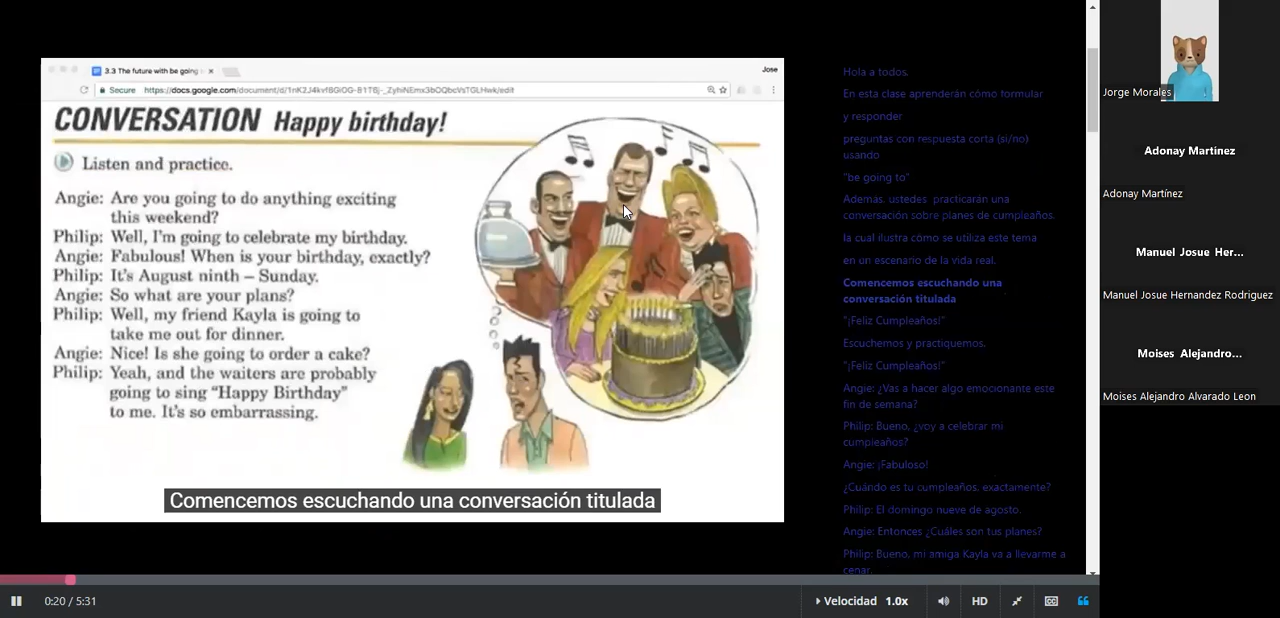 3.3 The future with be going
Jose
Secure
CONVERSATION Happy birthday!
Listen and practice.
Angie: Are you going to do anything exciting
this weekend?
Philip: Well, I'm going to celebrate my birthday.
Angie: Fabulous! When is your birthday, exactly?
Philip: It's August ninth – Sunday.
Angie: So what are your plans?
Philip: Well, my friend Kayla is going to
take me out for dinner.
Angie: Nice! Is she going to order a cake?
Philip: Yeah, and the waiters are probably
going to sing "Happy Birthday"
to me. It's so embarrassing.
Comencemos escuchando una conversación titulada
0:20 / 5:31
Velocidad 1.0x
HD
CC
Hola a todos.
En esta clase aprenderán cómo formular
y responder
preguntas con respuesta corta (si/no)
usando
"be going to"
Además, ustedes practicarán una
conversación sobre planes de cumpleaños.
la cual ilustra cómo se utiliza este tema
en un escenario de la vida real.
Comencemos escuchando una
conversación titulada
"¡Feliz Cumpleaños!"
Escuchemos y practiquemos.
"¡Feliz Cumpleaños!"
Angie: ¿Vas a hacer algo emocionante este
fin de semana?
Philip: Bueno, ¿voy a celebrar mi
cumpleaños?
Angie: ¡Fabuloso!
¿Cuándo es tu cumpleaños, exactamente?
Philip: El domingo nueve de agosto.
Angie: Entonces ¿Cuáles son tus planes?
Philip: Bueno, mi amiga Kayla va a llevarme a
cenar.
Jorge Morales
Adonay Martinez
Adonay Martínez
Manuel Josue Her...
Manuel Josue Hernandez Rodriguez
Moises Alejandro...
Moises Alejandro Alvarado Leon